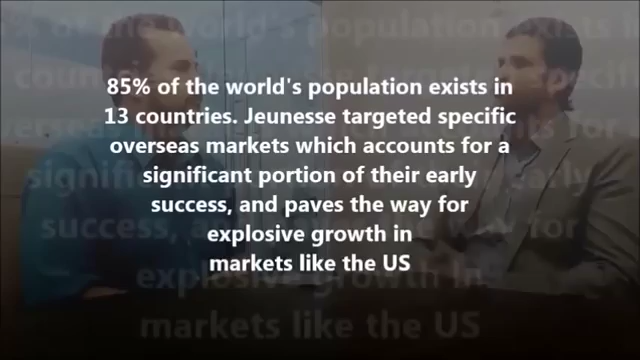 85% of the world's population exists in
13 countries. Jeunesse targeted specific
overseas markets which accounts for a
significant portion of their early
success, and paves the way for
explosive growth in
markets like the US